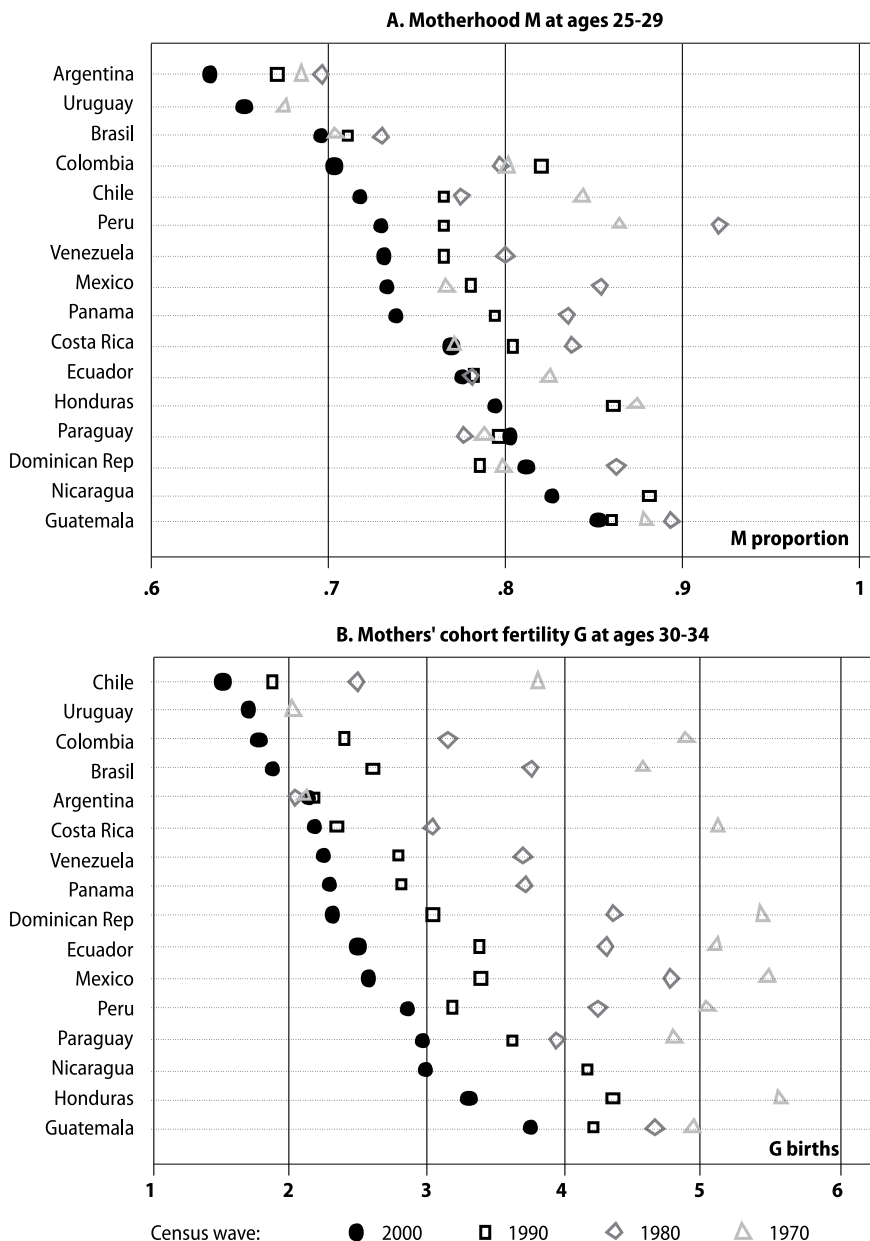 A. Motherhood M at ages 25-29
Argentina
Uruguay
Brasil
Colombia
Chile
Peru
Venezuela
Mexico
Panama
Costa Rica
Ecuador
Honduras
Paraguay
Dominican Rep
Nicaragua
Guatemala
M proportion
.6 .7 .8 .9 1
B. Mothers' cohort fertility G at ages 30-34
Chile
Uruguay
Colombia
Brasil
Argentina
Costa Rica
Venezuela
Panama
Dominican Rep
Ecuador
Mexico
Peru
Paraguay
Nicaragua
Honduras
Guatemala
G births
1 2 3 4 5 6
Census wave: 2000 1990 1980 1970